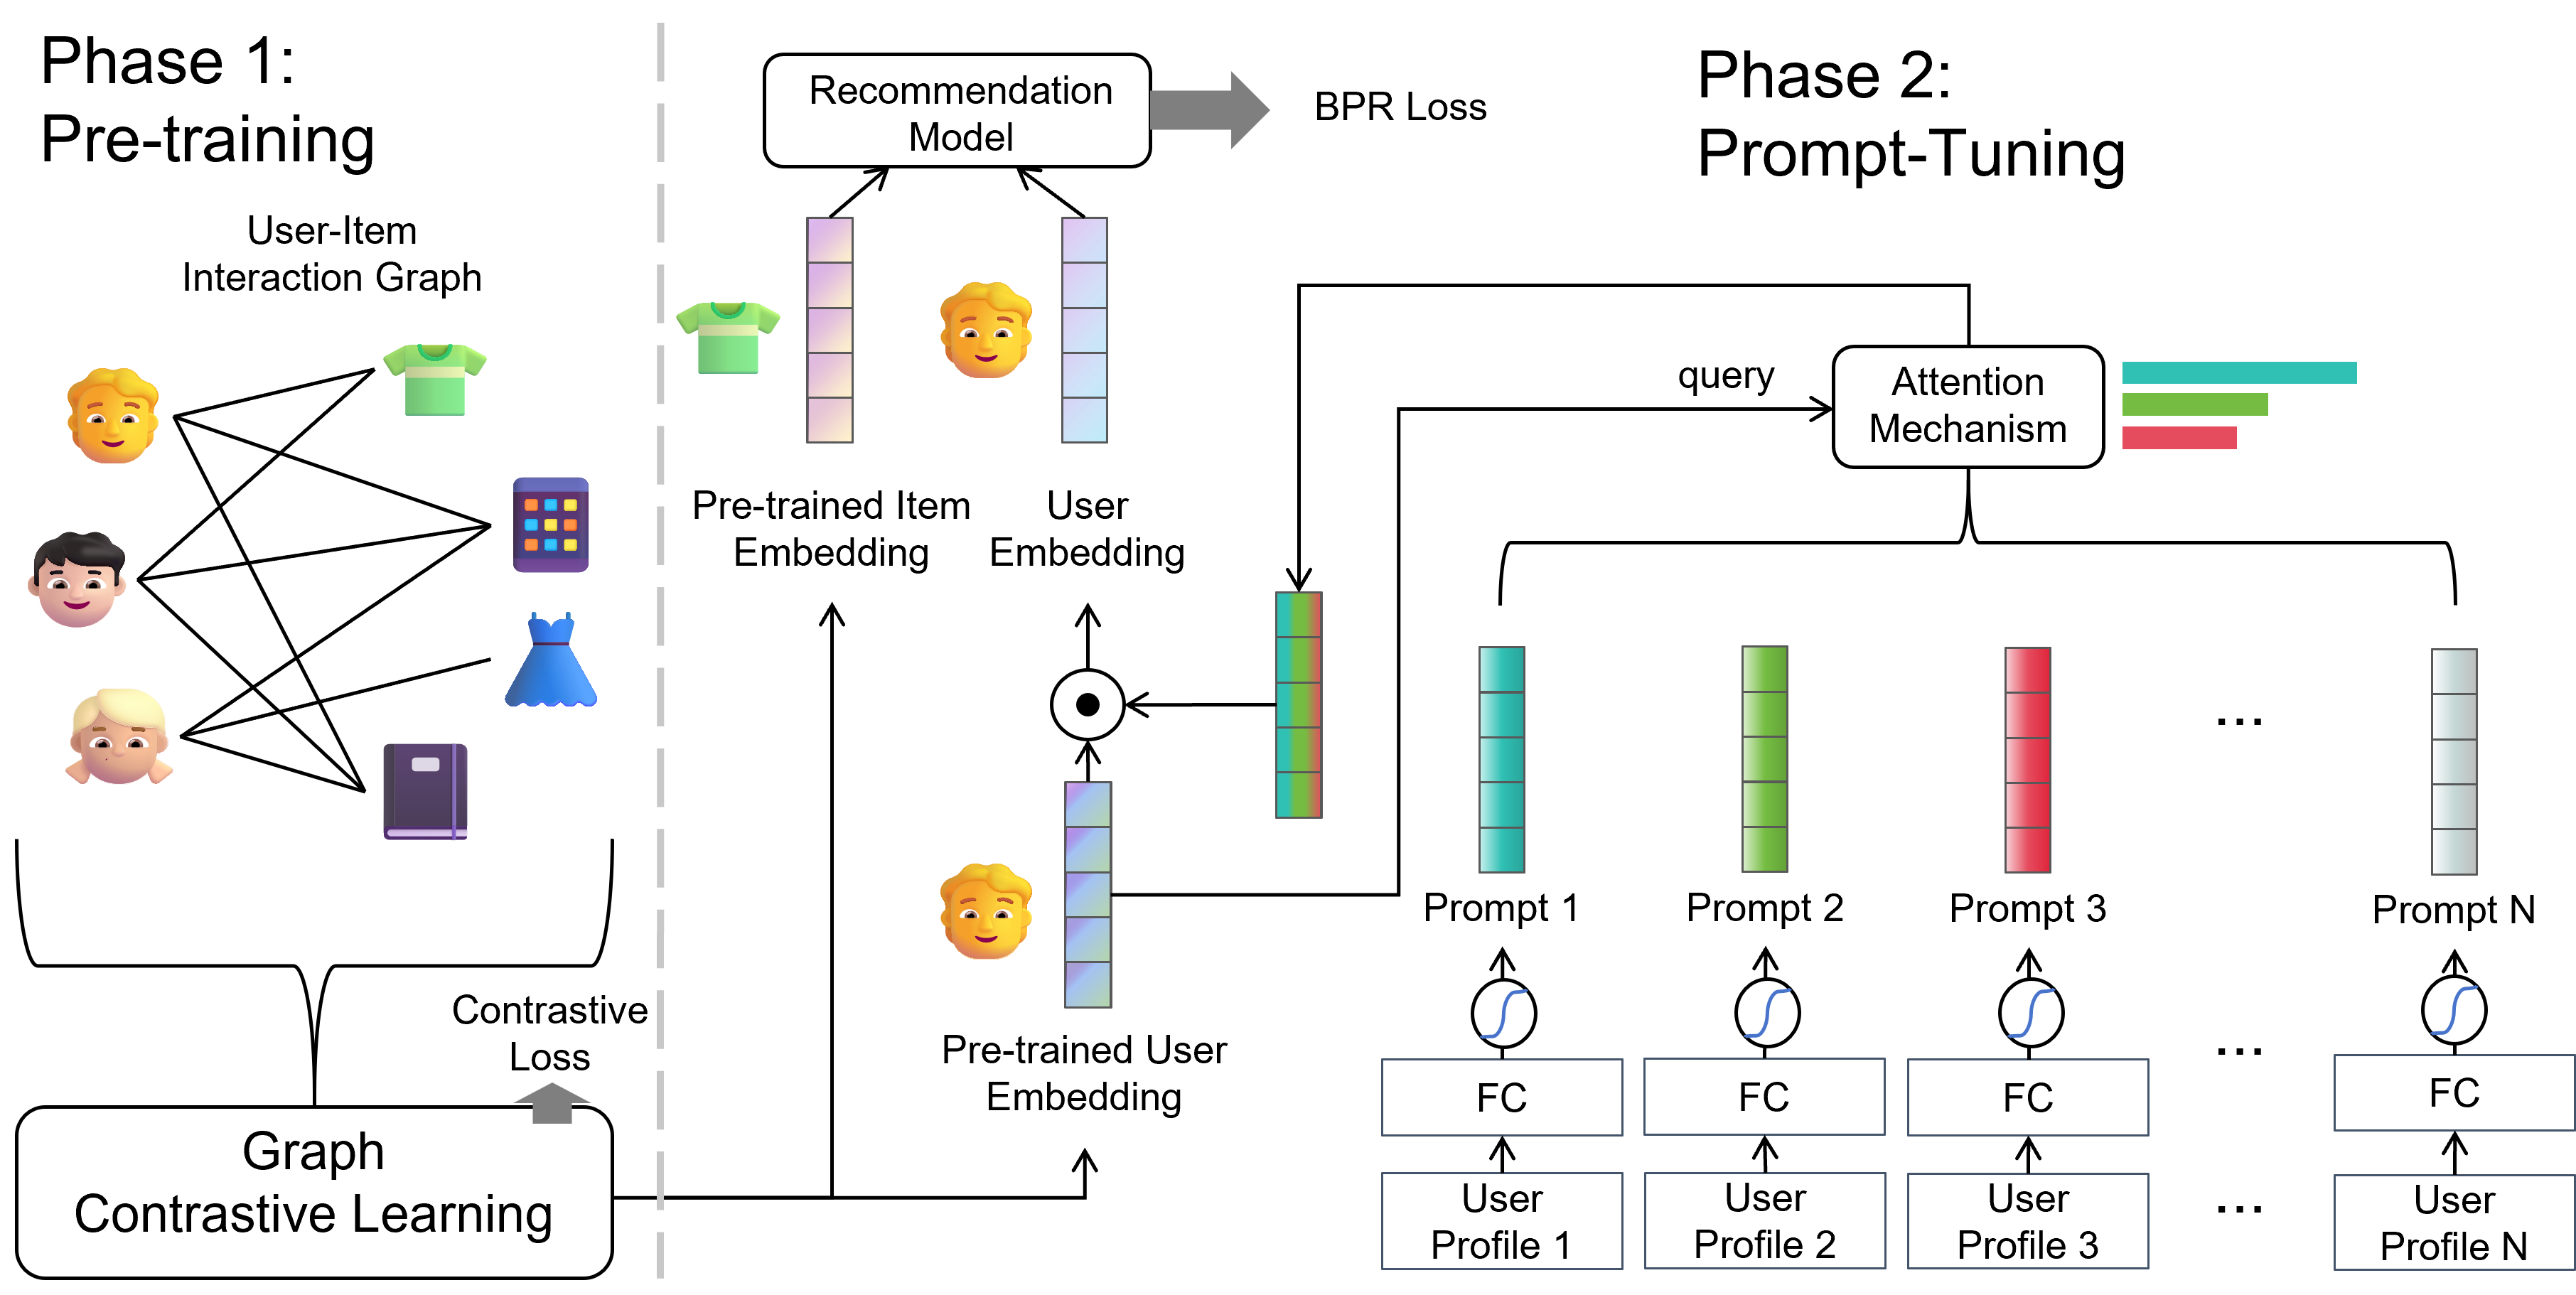 Phase 1:
Pre-training
User-Item
Interaction Graph
Contrastive
Loss
Graph
Contrastive Learning
Recommendation
Model
BPR Loss
Phase 2:
Prompt-Tuning
Pre-trained Item
Embedding
User
Embedding
query
Attention
Mechanism
Pre-trained User
Embedding
Prompt 1
Prompt 2
Prompt 3
...
Prompt N
FC
FC
FC
...
FC
User
Profile 1
User
Profile 2
User
Profile 3
...
User
Profile N